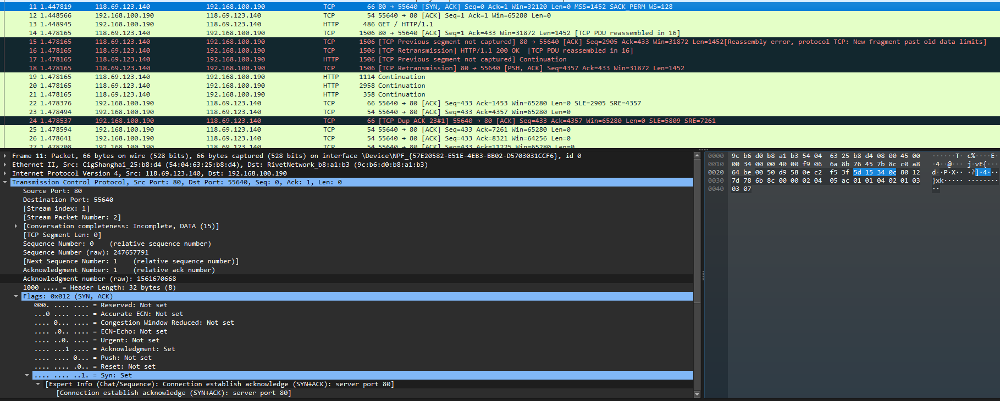 11 1.447819 118.69.123.140 192.168.100.190 TCP 66 80 → 55640 [SYN, ACK] Seq=0 Ack=1 Win=32120 Len=0 MSS=1452 SACK_PERM WS=128
12 1.448566 192.168.100.190 118.69.123.140 TCP 54 55640 → 80 [ACK] Seq=1 Ack=1 Win=65280 Len=0
13 1.448945 192.168.100.190 118.69.123.140 HTTP 486 GET / HTTP/1.1
14 1.478165 118.69.123.140 192.168.100.190 TCP 1506 80 → 55640 [ACK] Seq=1 Ack=433 Win=31872 Len=1452 [TCP PDU reassembled in 16]
15 1.478165 118.69.123.140 192.168.100.190 TCP 1506 [TCP Previous segment not captured] 80 → 55640 [ACK] Seq=2905 Ack=433 Win=31872 Len=1452[Reassembly error, protocol TCP: New fragment past old data limits]
16 1.478165 118.69.123.140 192.168.100.190 TCP 1506 [TCP Retransmission] HTTP/1.1 200 OK  [TCP PDU reassembled in 16]
17 1.478165 118.69.123.140 192.168.100.190 HTTP 1506 [TCP Previous segment not captured] Continuation
18 1.478165 118.69.123.140 192.168.100.190 TCP 1506 [TCP Retransmission] 80 → 55640 [PSH, ACK] Seq=4357 Ack=433 Win=31872 Len=1452
19 1.478165 118.69.123.140 192.168.100.190 HTTP 1114 Continuation
20 1.478165 118.69.123.140 192.168.100.190 HTTP 2958 Continuation
21 1.478165 118.69.123.140 192.168.100.190 HTTP 358 Continuation
22 1.478376 192.168.100.190 118.69.123.140 TCP 66 55640 → 80 [ACK] Seq=433 Ack=1453 Win=65280 Len=0 SLE=2905 SRE=4357
23 1.478494 192.168.100.190 118.69.123.140 TCP 54 55640 → 80 [ACK] Seq=433 Ack=4357 Win=65280 Len=0
24 1.478537 192.168.100.190 118.69.123.140 TCP 66 [TCP Dup ACK 23#1] 55640 → 80 [ACK] Seq=433 Ack=4357 Win=65280 Len=0 SLE=5809 SRE=7261
25 1.478594 192.168.100.190 118.69.123.140 TCP 54 55640 → 80 [ACK] Seq=433 Ack=7261 Win=65280 Len=0
26 1.478641 192.168.100.190 118.69.123.140 TCP 54 55640 → 80 [ACK] Seq=433 Ack=8321 Win=64256 Len=0
27 1.478708 192.168.100.190 118.69.123.140 TCP 54 55640 → 80 [ACK] Seq=433 Ack=11225 Win=65280 Len=0
Frame 11: Packet, 66 bytes on wire (528 bits), 66 bytes captured (528 bits) on interface \Device\NPF_{57E20582-E51E-4EB3-BB02-D5703031CCF6}, id 0
Ethernet II, Src: CigShanghai_25:b8:d4 (54:04:63:25:b8:d4), Dst: RivetNetwork_b8:a1:b3 (9c:b6:d0:b8:a1:b3)
Internet Protocol Version 4, Src: 118.69.123.140, Dst: 192.168.100.190
Transmission Control Protocol, Src Port: 80, Dst Port: 55640, Seq: 0, Ack: 1, Len: 0
Source Port: 80
Destination Port: 55640
[Stream index: 1]
[Stream Packet Number: 2]
[Conversation completeness: Incomplete, DATA (15)]
[TCP Segment Len: 0]
Sequence Number: 0    (relative sequence number)
Sequence Number (raw): 247657791
[Next Sequence Number: 1    (relative sequence number)]
Acknowledgment Number: 1    (relative ack number)
Acknowledgment number (raw): 1561670668
1000 .... = Header Length: 32 bytes (8)
Flags: 0x012 (SYN, ACK)
000. .... .... = Reserved: Not set
...0 .... .... = Accurate ECN: Not set
.... 0... .... = Congestion Window Reduced: Not set
.... .0.. .... = ECN-Echo: Not set
.... ..0. .... = Urgent: Not set
.... ...1 .... = Acknowledgment: Set
.... .... 0... = Push: Not set
.... .... .0.. = Reset: Not set
.... .... ..1. = Syn: Set
[Expert Info (Chat/Sequence): Connection establish acknowledge (SYN+ACK): server port 80]
[Connection establish acknowledge (SYN+ACK): server port 80]
0000 9c b6 d0 b8 a1 b3 54 04 63 25 b8 d4 08 00 45 00 ······T· c%····E·
0010 00 34 00 00 40 00 f9 06 6a 8b 76 45 7b 8c c0 a8 ·4··@··· j·vE{···
0020 64 be 00 50 d9 58 0e c2 f5 3f 5d 15 34 0c 80 12 d··P·X·· ·?]·4···
0030 7d 78 6b 8c 00 00 02 04 05 ac 01 01 04 02 01 03 }xk····· ········
0040 03 07 ··